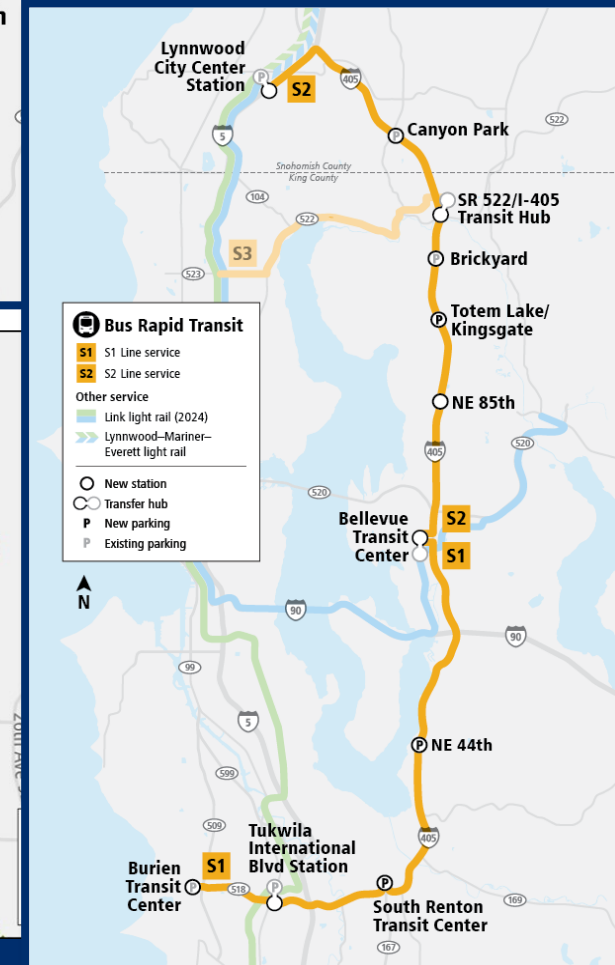 Lynnwood
City Center
Station
P
S2
405
5
P
Canyon Park
522
Snohomish County
King County
104
SR 522/I-405
Transit Hub
522
S3
523
P
Brickyard
P
Totem Lake/
Kingsgate
Bus Rapid Transit
S1 S1 Line service
S2 S2 Line service
Other service
Link light rail (2024)
Lynnwood–Mariner–
Everett light rail
New station
Transfer hub
P New parking
P Existing parking
NE 85th
405
520
520
Bellevue
Transit
Center
S2
S1
N
90
90
99
5
P
NE 44th
599
509
405
Tukwila
International
Blvd Station
Burien
Transit
Center
S1
P
518
P
P
South Renton
Transit Center
169
167